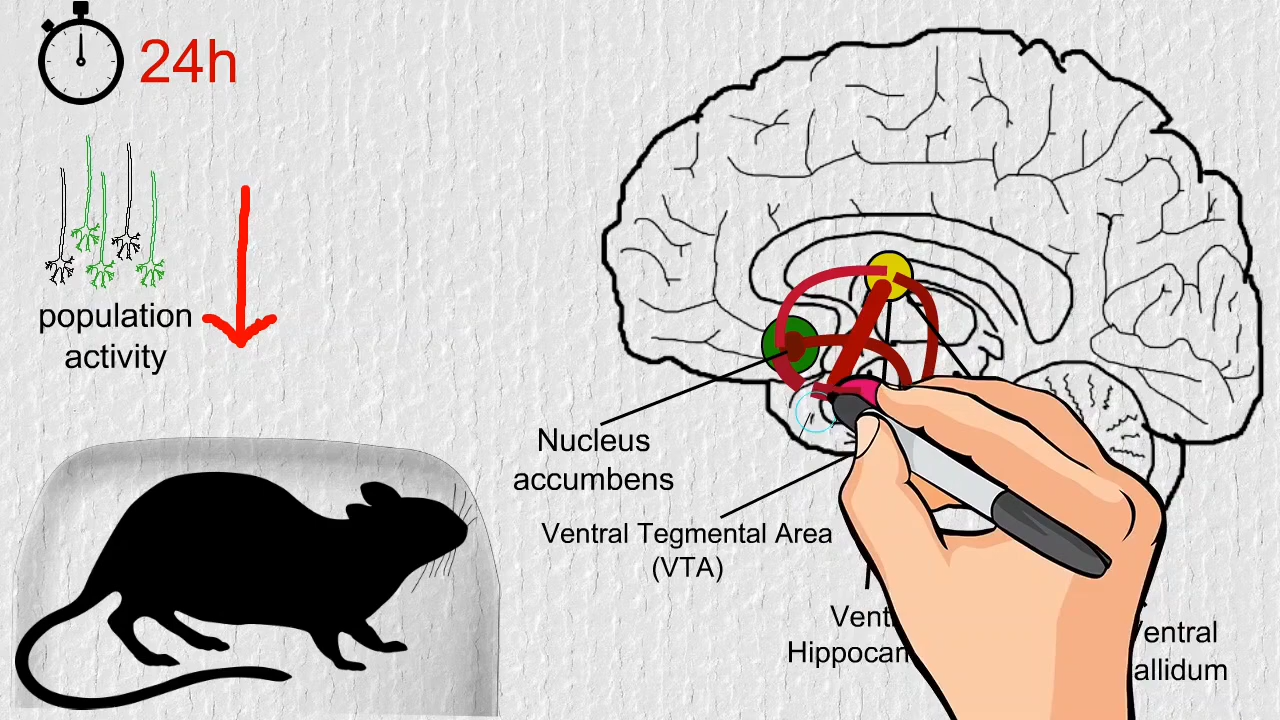 24h
population
activity
Nucleus
accumbens
Ventral Tegmental Area
(VTA)